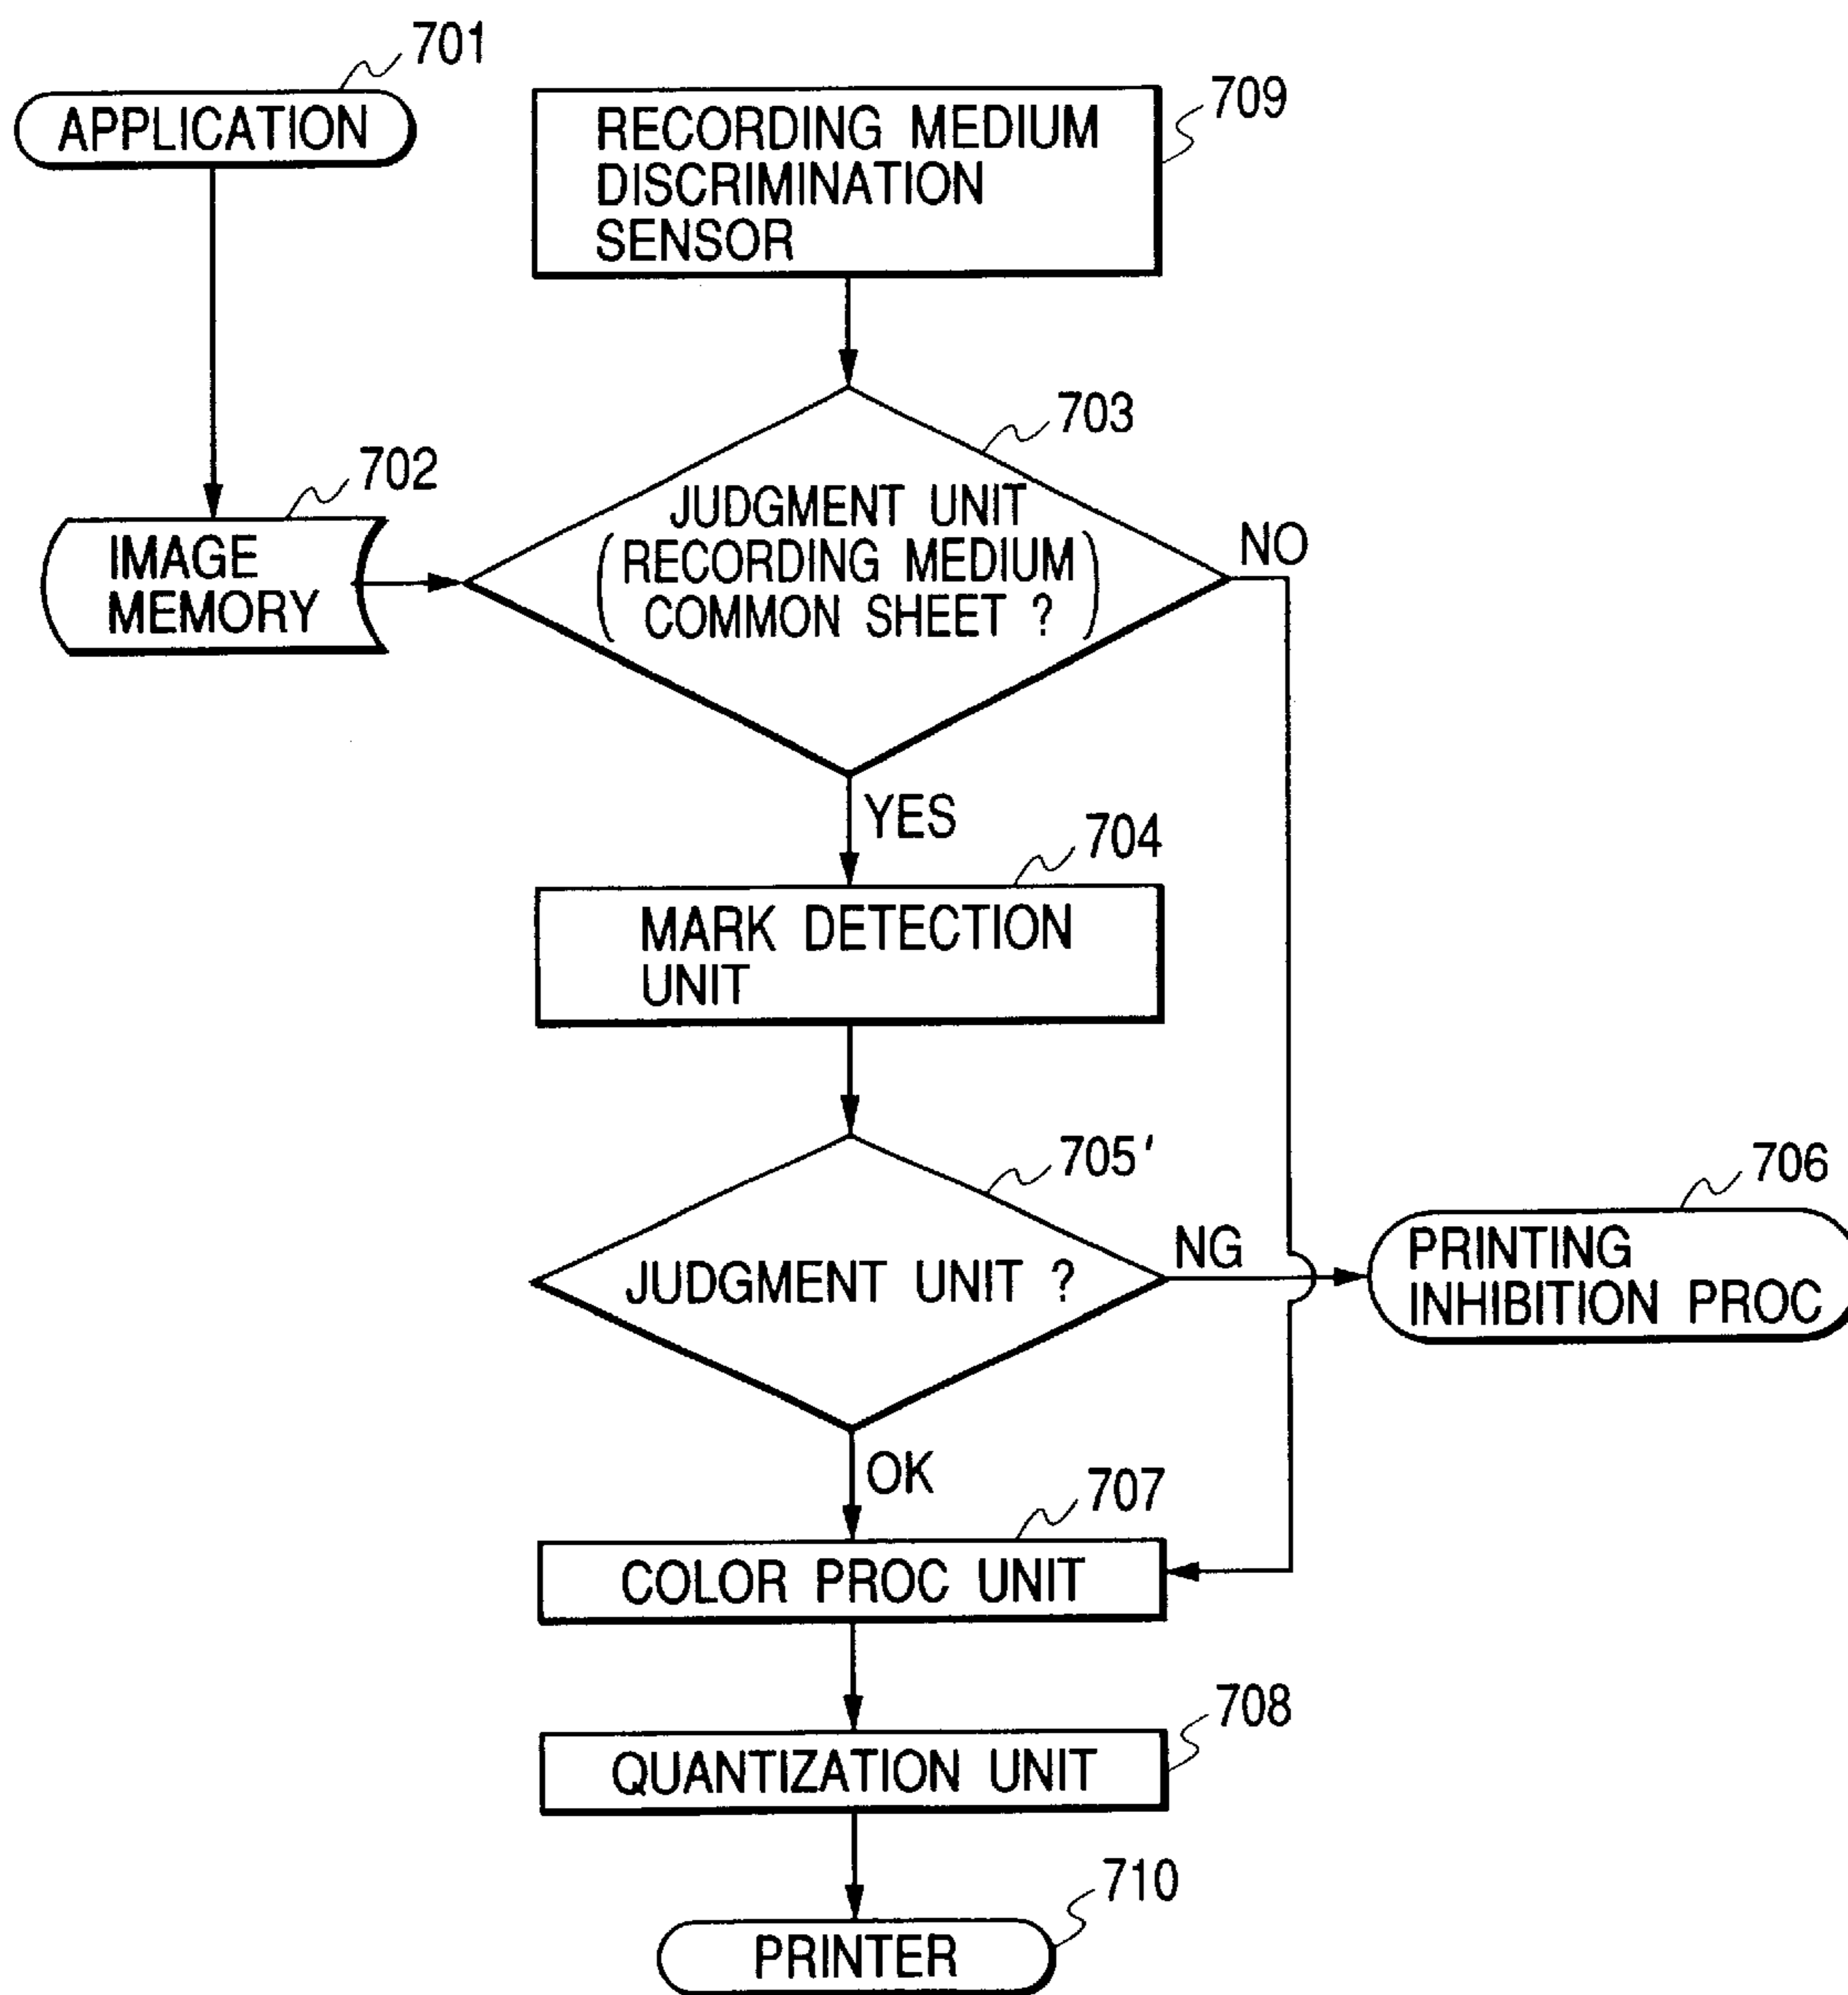 701
APPLICATION
709
RECORDING MEDIUM
DISCRIMINATION
SENSOR
703
702
IMAGE
MEMORY
JUDGMENT UNIT
(RECORDING MEDIUM
COMMON SHEET ?)
NO
YES
704
MARK DETECTION
UNIT
705'
JUDGMENT UNIT ?
NG
706
PRINTING
INHIBITION PROC
OK
707
COLOR PROC UNIT
708
QUANTIZATION UNIT
710
PRINTER